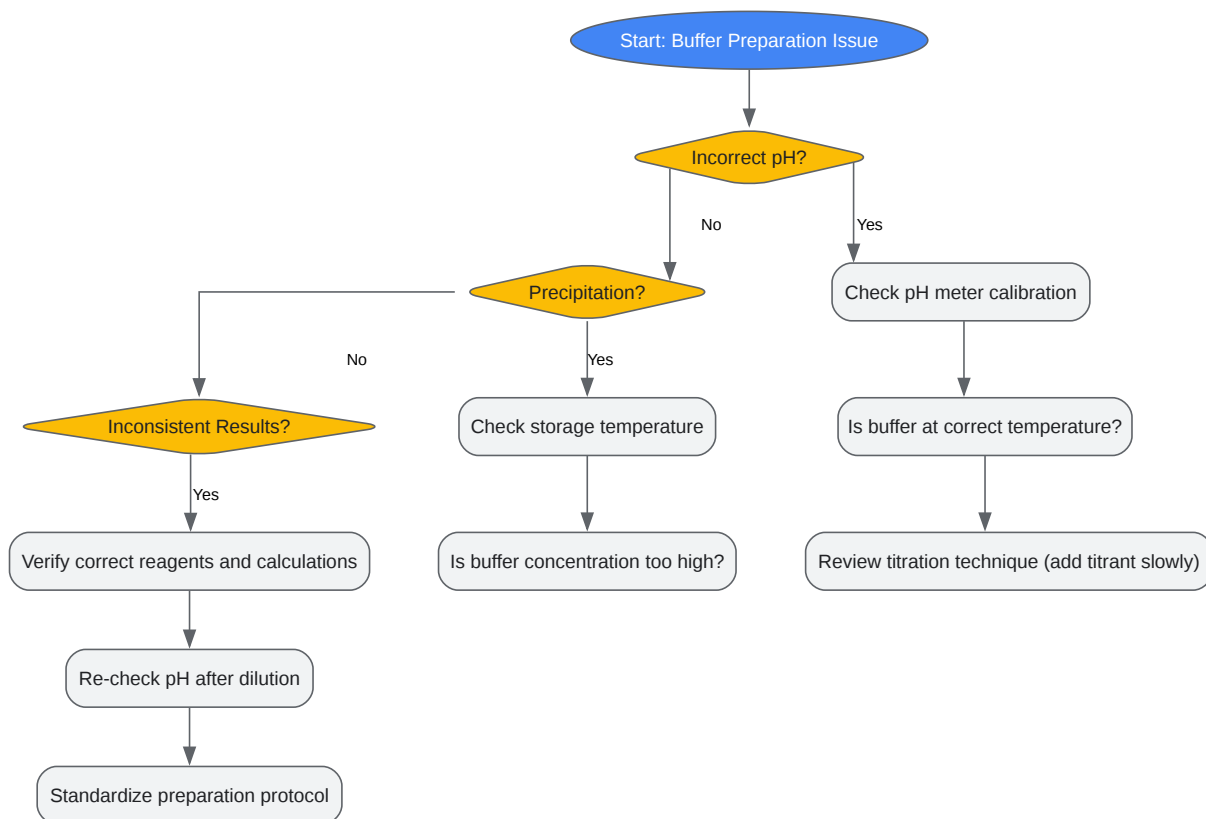 Start: Buffer Preparation Issue
Incorrect pH?
No
Yes
Precipitation?
Check pH meter calibration
No
Yes
Inconsistent Results?
Check storage temperature
Is buffer at correct temperature?
Yes
Verify correct reagents and calculations
Is buffer concentration too high?
Review titration technique (add titrant slowly)
Re-check pH after dilution
Standardize preparation protocol